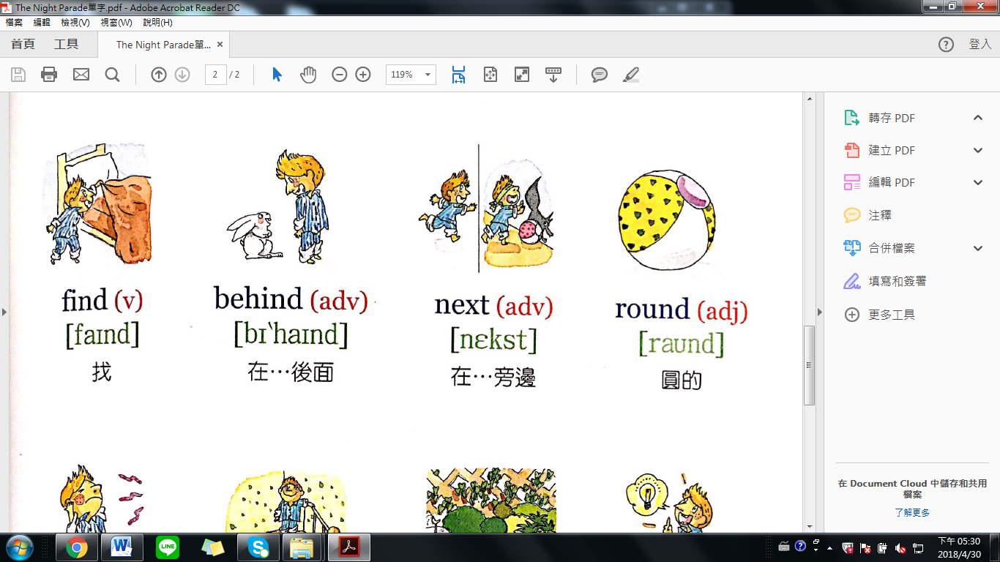 The Night Parade單字.pdf - Adobe Acrobat Reader DC
檔案 編輯 檢視(V) 視窗(W) 說明(H)
首頁 工具 The Night Parade單... × 登入
2 / 2 119%
find (v)
[faɪnd]
找
behind (adv)
[bɪˋhaɪnd]
在…後面
next (adv)
[nɛkst]
在…旁邊
round (adj)
[raʊnd]
圓的
轉存 PDF
建立 PDF
編輯 PDF
注釋
合併檔案
填寫和簽署
更多工具
在 Document Cloud 中儲存和共用
檔案
了解更多
LINE
下午 05:30
2018/4/30